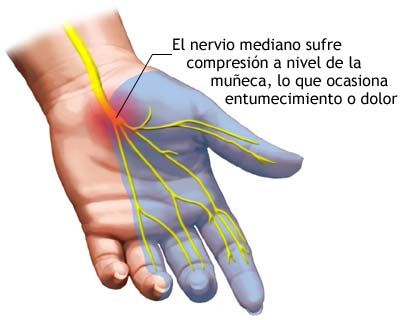 El nervio mediano sufre
compresión a nivel de la
muñeca, lo que ocasiona
entumecimiento o dolor